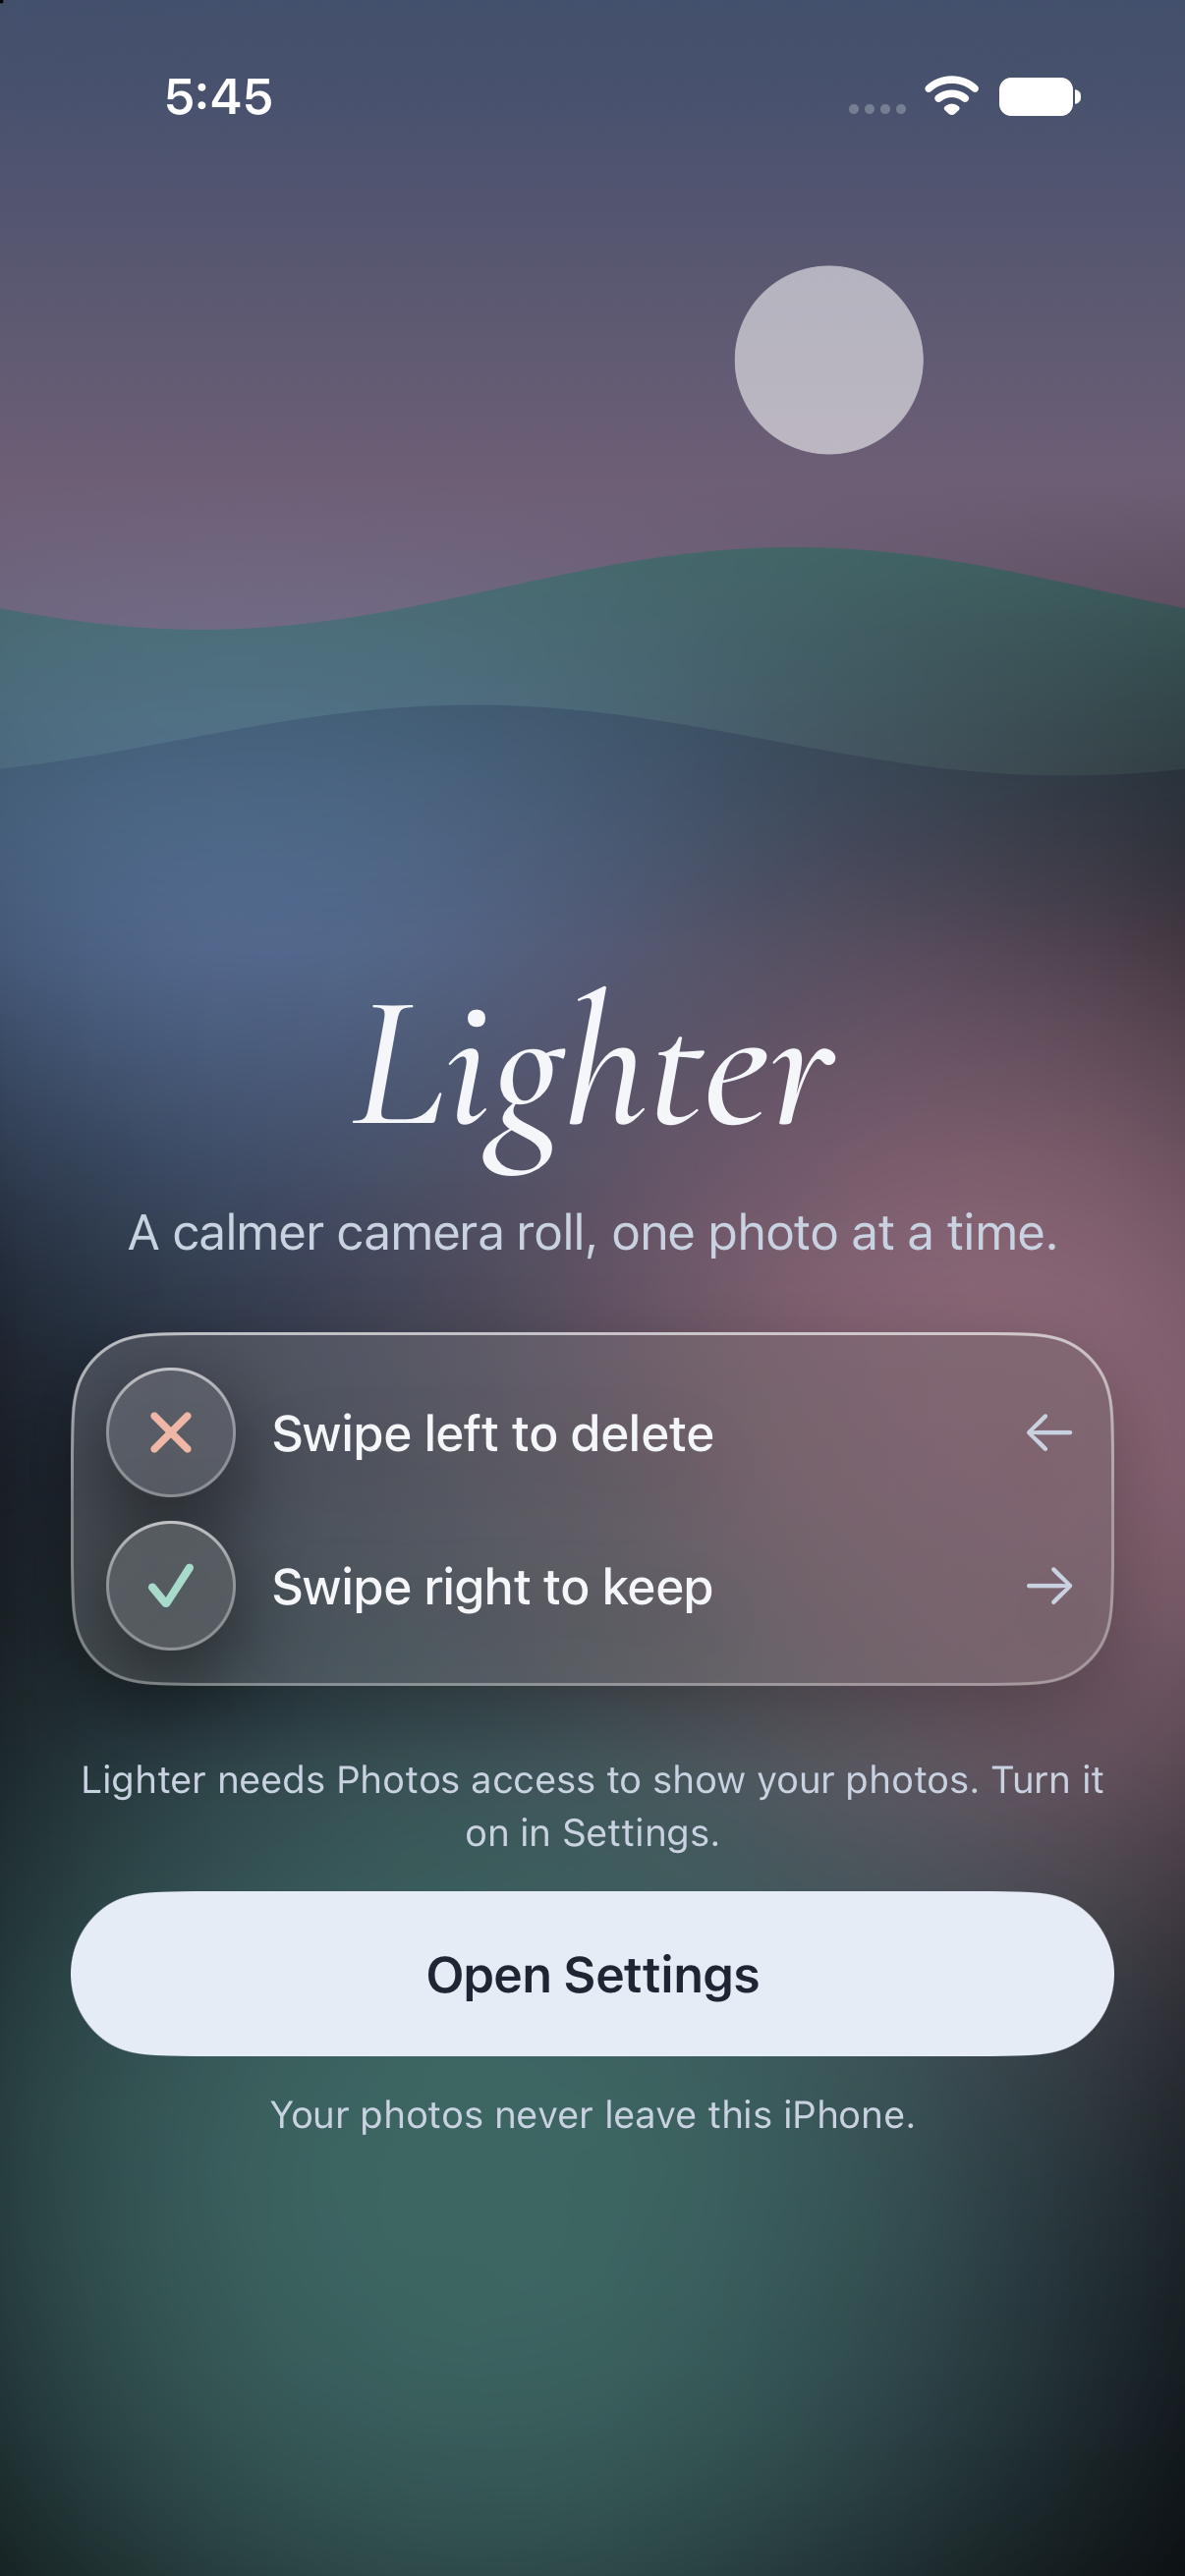 5:45
Lighter
A calmer camera roll, one photo at a time.
Swipe left to delete
Swipe right to keep
Lighter needs Photos access to show your photos. Turn it
on in Settings.
Open Settings
Your photos never leave this iPhone.